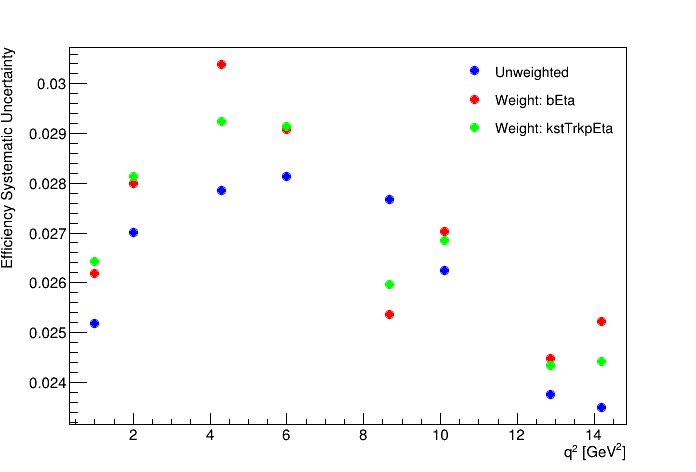 Efficiency Systematic Uncertainty
0.03
0.029
0.028
0.027
0.026
0.025
0.024
Unweighted
Weight: bEta
Weight: kstTrkpEta
2 4 6 8 10 12 14
q² [GeV²]